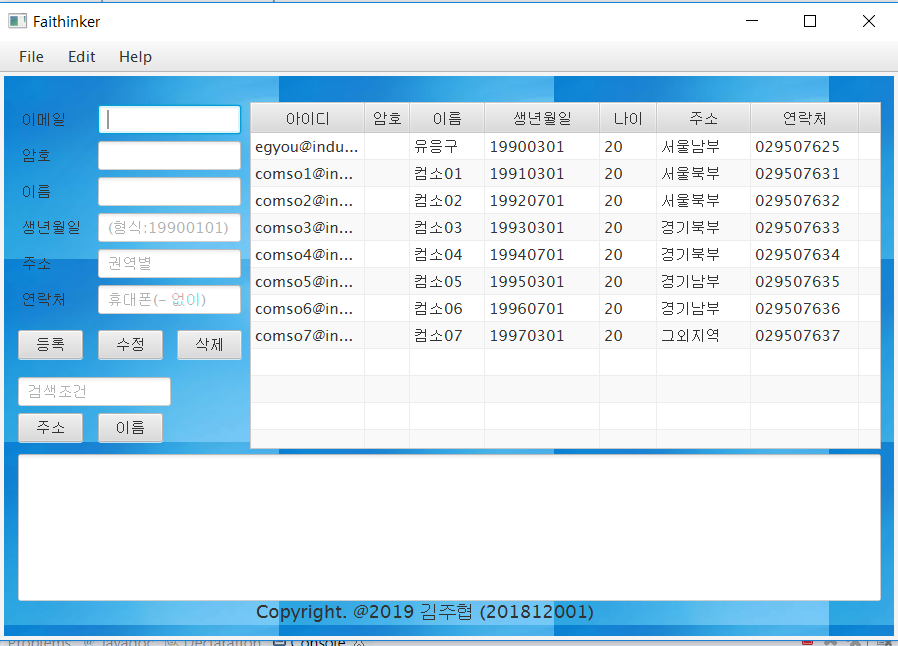 Faithinker
File Edit Help
이메일
암호
이름
생년월일 (형식:19900101)
주소 권역별
연락처 휴대폰(- 없이)
등록 수정 삭제
검색조건
주소 이름
아이디 암호 이름 생년월일 나이 주소 연락처
egyou@indu... 유응구 19900301 20 서울남부 029507625
comso1@in... 컴소01 19910301 20 서울북부 029507631
comso2@in... 컴소02 19920701 20 서울북부 029507632
comso3@in... 컴소03 19930301 20 경기북부 029507633
comso4@in... 컴소04 19940701 20 경기북부 029507634
comso5@in... 컴소05 19950301 20 경기남부 029507635
comso6@in... 컴소06 19960701 20 경기남부 029507636
comso7@in... 컴소07 19970301 20 그외지역 029507637
Copyright. @2019 김주협 (201812001)
Problems Javadoc Declaration Console